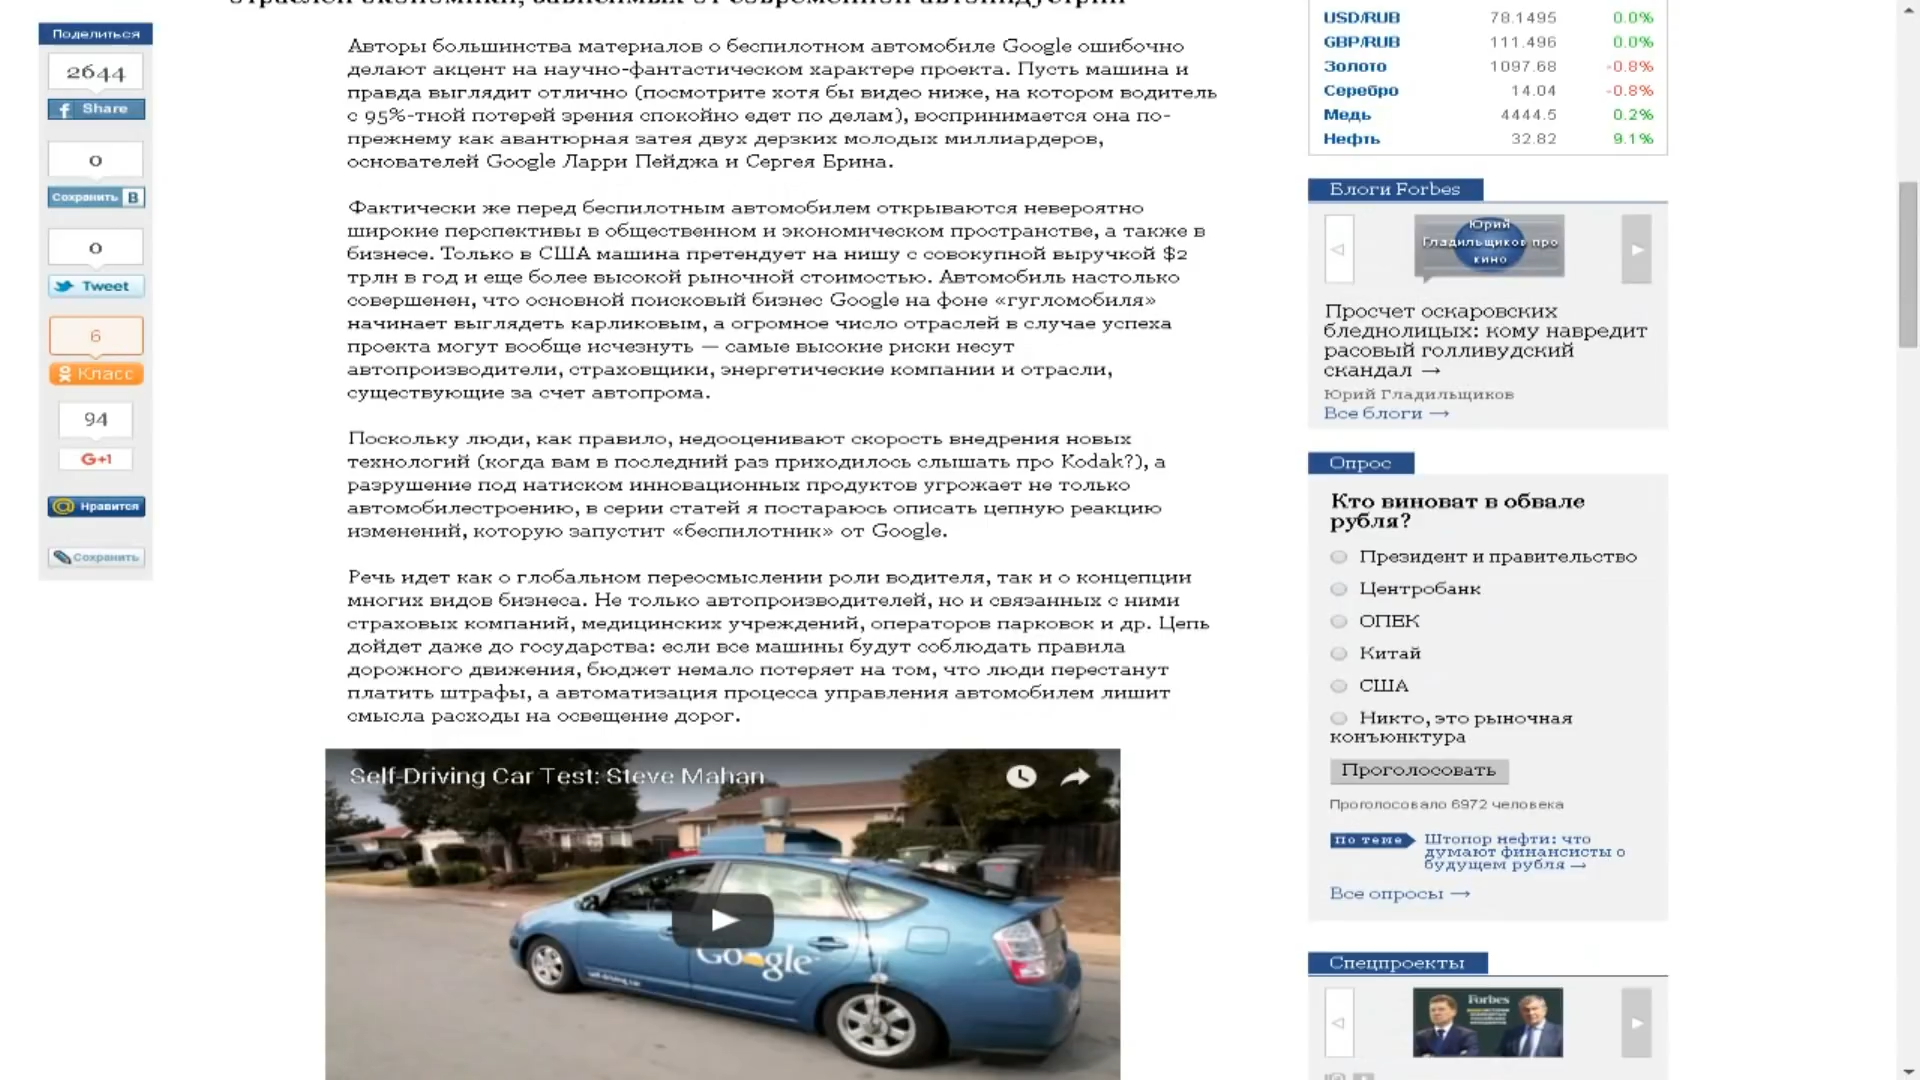 отраслей экономики, зависимых от современной автоиндустрии
Поделиться
2644
Share
0
Сохранить B
0
Tweet
6
Класс
94
G+1
Нравится
Сохранить
Авторы большинства материалов о беспилотном автомобиле Google ошибочно
делают акцент на научно-фантастическом характере проекта. Пусть машина и
правда выглядит отлично (посмотрите хотя бы видео ниже, на котором водитель
с 95%-тной потерей зрения спокойно едет по делам), воспринимается она по-
прежнему как авантюрная затея двух дерзких молодых миллиардеров,
основателей Google Ларри Пейджа и Сергея Брина.
Фактически же перед беспилотным автомобилем открываются невероятно
широкие перспективы в общественном и экономическом пространстве, а также в
бизнесе. Только в США машина претендует на нишу с совокупной выручкой $2
трлн в год и еще более высокой рыночной стоимостью. Автомобиль настолько
совершенен, что основной поисковый бизнес Google на фоне «гугломобиля»
начинает выглядеть карликовым, а огромное число отраслей в случае успеха
проекта могут вообще исчезнуть — самые высокие риски несут
автопроизводители, страховщики, энергетические компании и отрасли,
существующие за счет автопрома.
Поскольку люди, как правило, недооценивают скорость внедрения новых
технологий (когда вам в последний раз приходилось слышать про Kodak?), а
разрушение под натиском инновационных продуктов угрожает не только
автомобилестроению, в серии статей я постараюсь описать цепную реакцию
изменений, которую запустит «беспилотник» от Google.
Речь идет как о глобальном переосмыслении роли водителя, так и о концепции
многих видов бизнеса. Не только автопроизводителей, но и связанных с ними
страховых компаний, медицинских учреждений, операторов парковок и др. Цепь
дойдет даже до государства: если все машины будут соблюдать правила
дорожного движения, бюджет немало потеряет на том, что люди перестанут
платить штрафы, а автоматизация процесса управления автомобилем лишит
смысла расходы на освещение дорог.
Self-Driving Car Test: Steve Mahan
Google
self-driving car
USD/RUB 78.1495 0.0%
GBP/RUB 111.496 0.0%
Золото 1097.68 -0.8%
Серебро 14.04 -0.8%
Медь 4444.5 0.2%
Нефть 32.82 9.1%
Блоги Forbes
Юрий
Гладильщиков про
кино
Просчет оскаровских
бледнолицых: кому навредит
расовый голливудский
скандал →
Юрий Гладильщиков
Все блоги →
Опрос
Кто виноват в обвале
рубля?
Президент и правительство
Центробанк
ОПЕК
Китай
США
Никто, это рыночная
конъюнктура
Проголосовать
Проголосовало 6972 человека
По теме
Штопор нефти: что
думают финансисты о
будущем рубля →
Все опросы →
Спецпроекты
Forbes